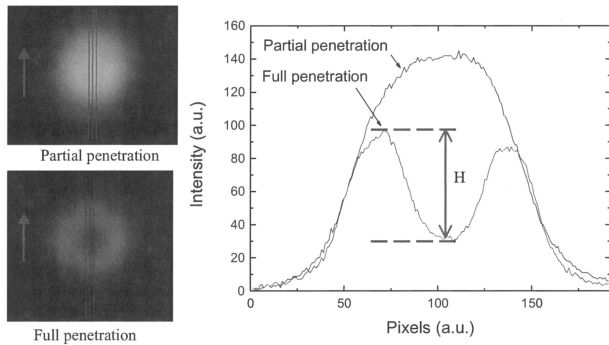 Partial penetration
Full penetration
160
140
120
100
80
60
40
20
0
Intensity (a.u.)
Partial penetration
Full penetration
H
0
50
100
150
Pixels (a.u.)